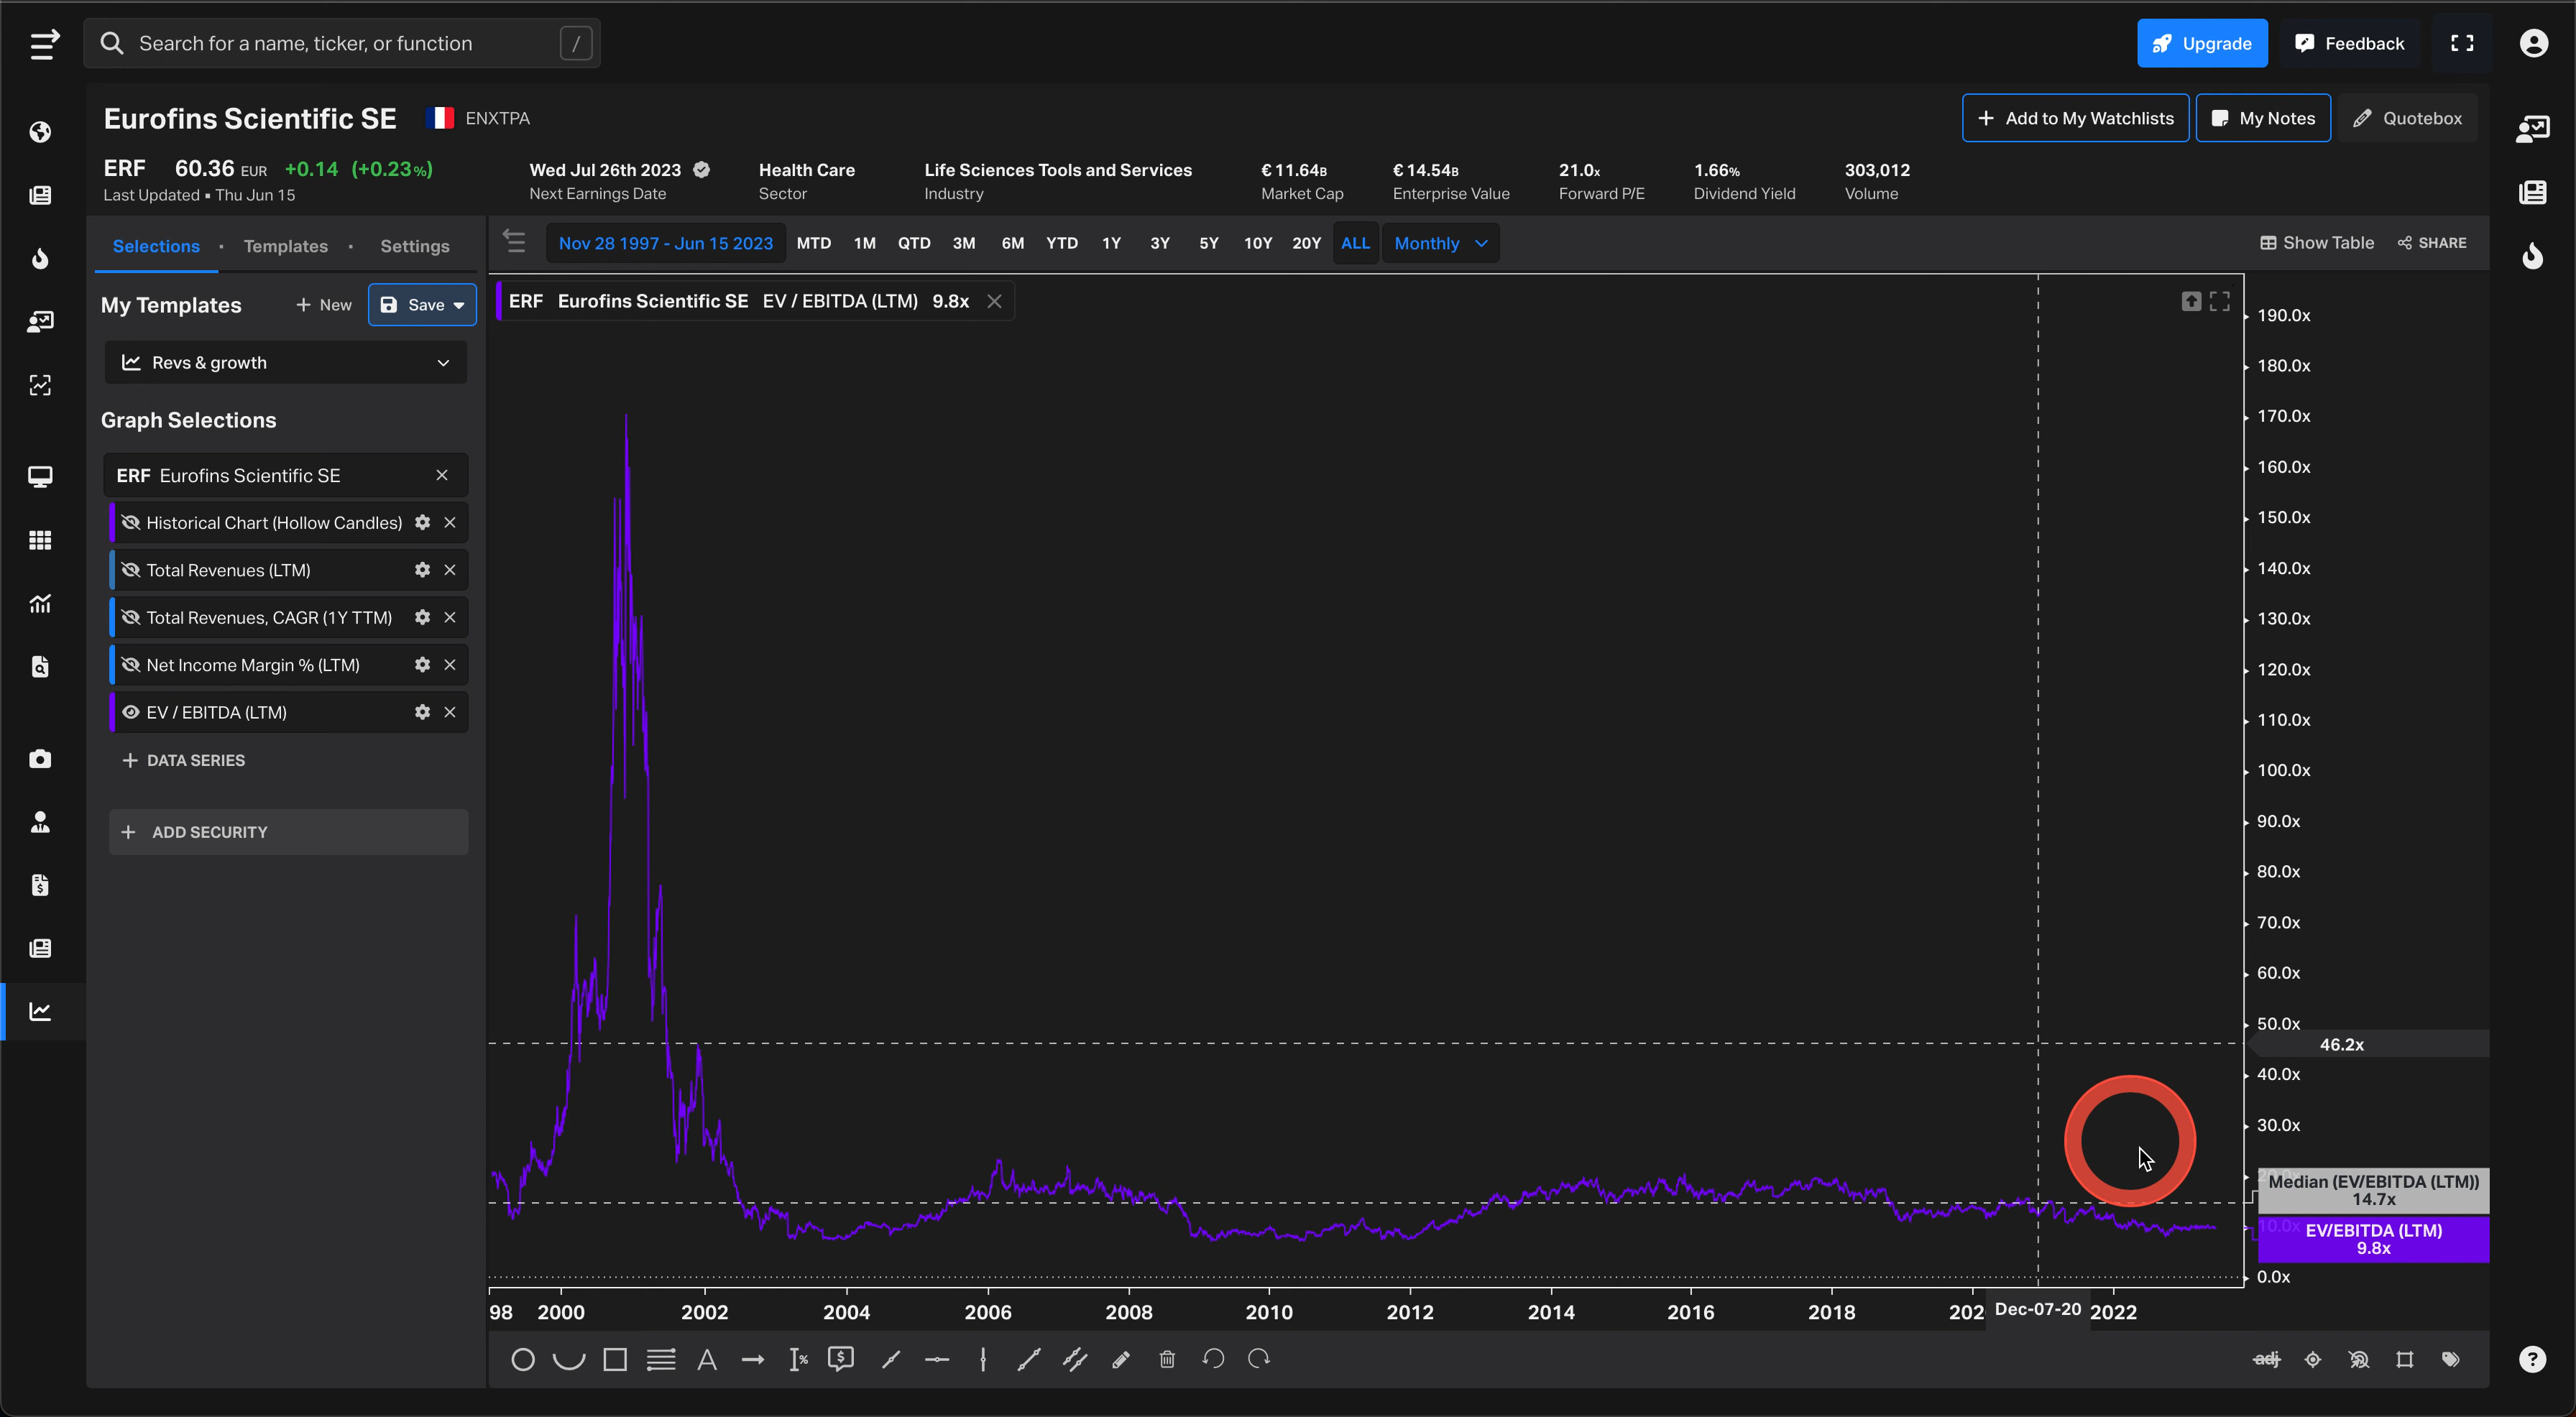 Search for a name, ticker, or function
/
Upgrade
Feedback
Eurofins Scientific SE
ENXTPA
Add to My Watchlists
My Notes
Quotebox
ERF 60.36 EUR +0.14 (+0.23%)
Last Updated ▪ Thu Jun 15
Wed Jul 26th 2023
Next Earnings Date
Health Care
Sector
Life Sciences Tools and Services
Industry
€ 11.64B
Market Cap
€ 14.54B
Enterprise Value
21.0x
Forward P/E
1.66%
Dividend Yield
303,012
Volume
Selections · Templates · Settings
Nov 28 1997 - Jun 15 2023 MTD 1M QTD 3M 6M YTD 1Y 3Y 5Y 10Y 20Y ALL Monthly
Show Table
SHARE
My Templates
+ New
Save
Revs & growth
Graph Selections
ERF Eurofins Scientific SE
Historical Chart (Hollow Candles)
Total Revenues (LTM)
Total Revenues, CAGR (1Y TTM)
Net Income Margin % (LTM)
EV / EBITDA (LTM)
+ DATA SERIES
+ ADD SECURITY
ERF Eurofins Scientific SE EV / EBITDA (LTM) 9.8x
190.0x
180.0x
170.0x
160.0x
150.0x
140.0x
130.0x
120.0x
110.0x
100.0x
90.0x
80.0x
70.0x
60.0x
50.0x
46.2x
40.0x
30.0x
20.0x
Median (EV/EBITDA (LTM))
14.7x
10.0x
EV/EBITDA (LTM)
9.8x
0.0x
98 2000 2002 2004 2006 2008 2010 2012 2014 2016 2018 202 Dec-07-20 2022
A
%
$
adj
?